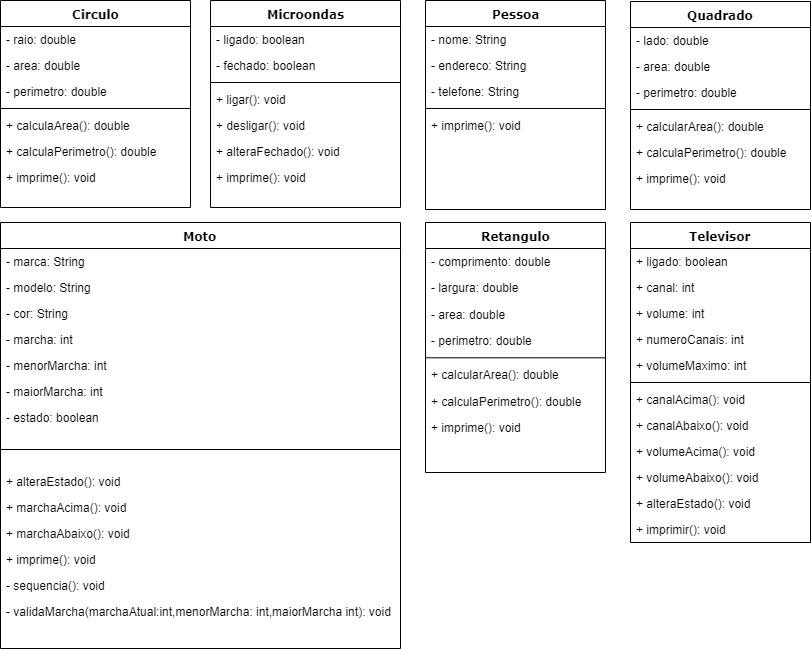 Circulo
- raio: double
- area: double
- perimetro: double
+ calculaArea(): double
+ calculaPerimetro(): double
+ imprime(): void
Microondas
- ligado: boolean
- fechado: boolean
+ ligar(): void
+ desligar(): void
+ alteraFechado(): void
+ imprime(): void
Pessoa
- nome: String
- endereco: String
- telefone: String
+ imprime(): void
Quadrado
- lado: double
- area: double
- perimetro: double
+ calcularArea(): double
+ calculaPerimetro(): double
+ imprime(): void
Moto
- marca: String
- modelo: String
- cor: String
- marcha: int
- menorMarcha: int
- maiorMarcha: int
- estado: boolean
+ alteraEstado(): void
+ marchaAcima(): void
+ marchaAbaixo(): void
+ imprime(): void
- sequencia(): void
- validaMarcha(marchaAtual:int,menorMarcha: int,maiorMarcha int): void
Retangulo
- comprimento: double
- largura: double
- area: double
- perimetro: double
+ calcularArea(): double
+ calculaPerimetro(): double
+ imprime(): void
Televisor
+ ligado: boolean
+ canal: int
+ volume: int
+ numeroCanais: int
+ volumeMaximo: int
+ canalAcima(): void
+ canalAbaixo(): void
+ volumeAcima(): void
+ volumeAbaixo(): void
+ alteraEstado(): void
+ imprimir(): void